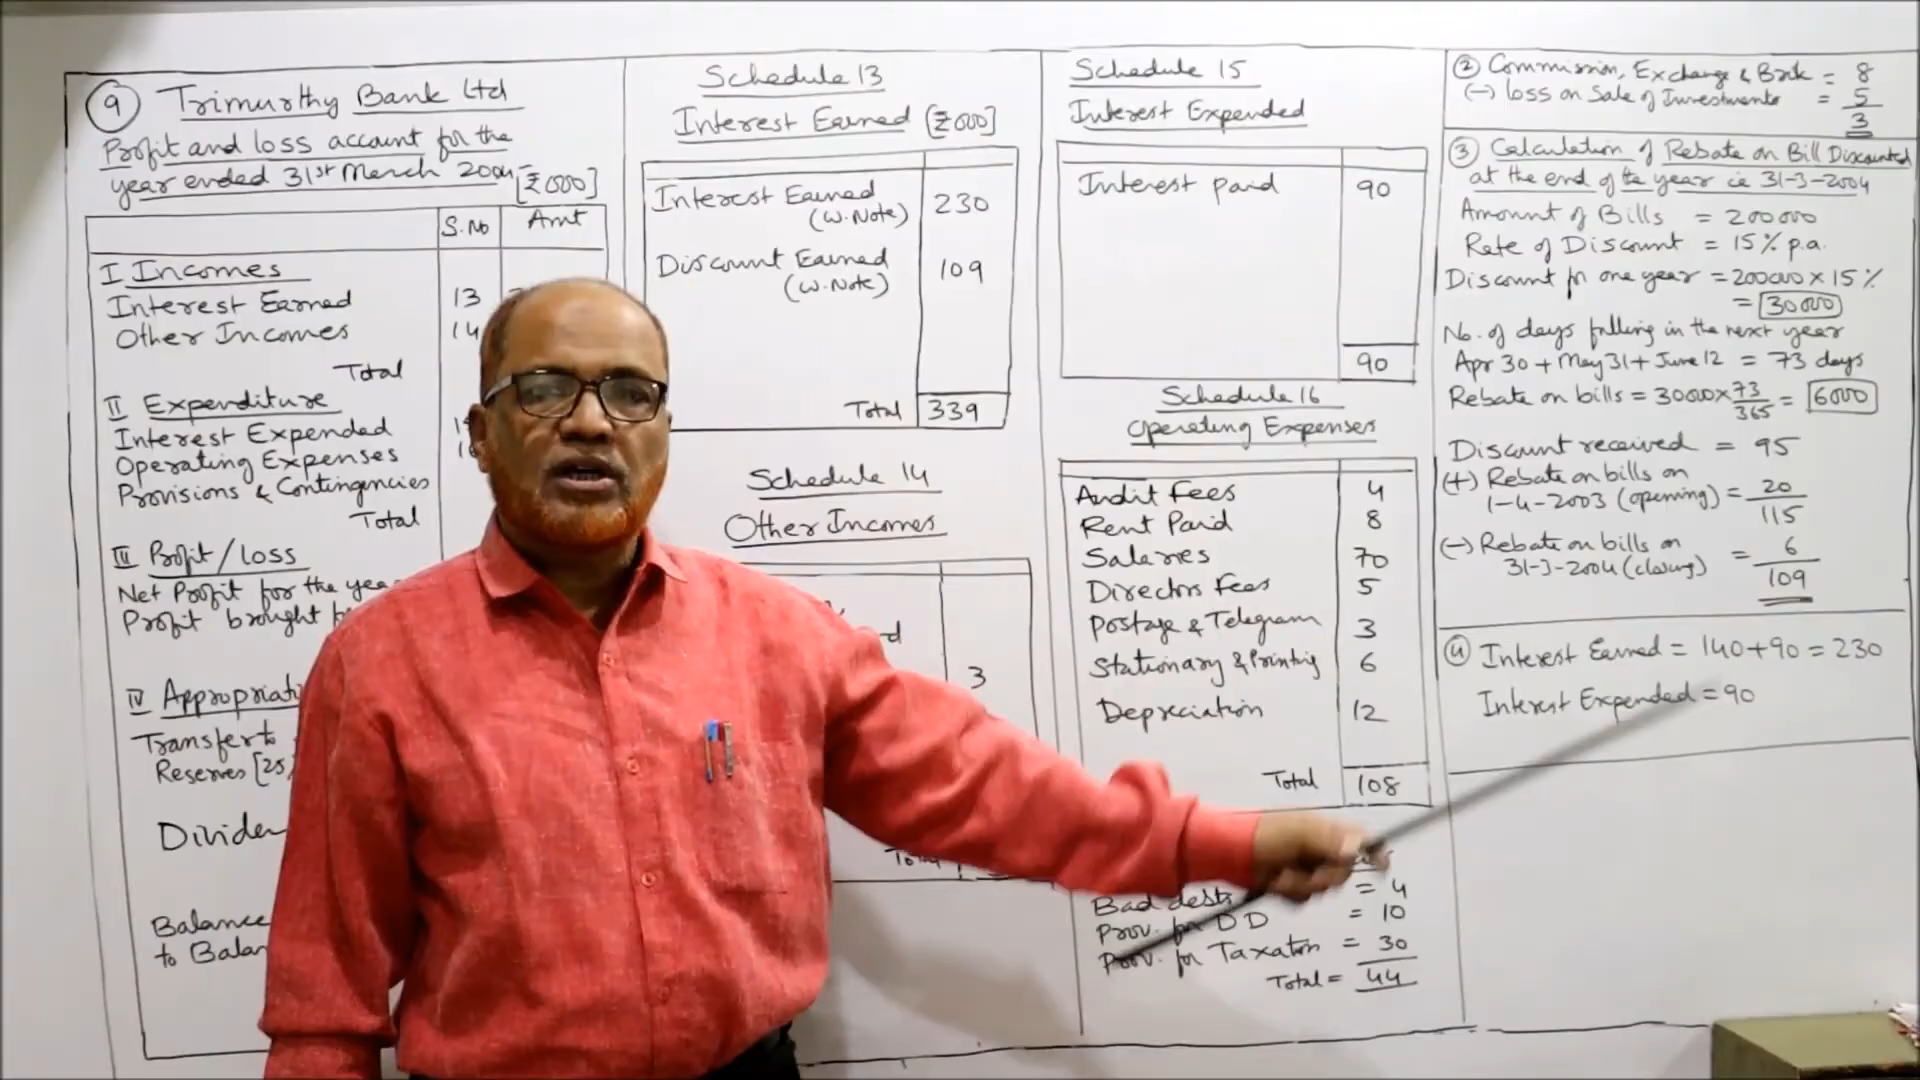 9 Trimurthy Bank Ltd
Profit and loss account for the
year ended 31st March 2004 [₹000]
S.No Amt
I Incomes
Interest Earned 13
Other Incomes 14
Total
II Expenditure
Interest Expended
Operating Expenses
Provisions & Contingencies
Total
III Profit/loss
Net Profit for the year
Profit brought
IV
Transfer to
Reserves
Balance
to
Schedule 13
Interest Earned [₹000]
Interest Earned 230
(W.Note)
Discount Earned 109
(W.Note)
Total 339
Schedule 14
Other Incomes
3
Total
Schedule 15
Interest Expended
Interest paid 90
90
Schedule 16
Operating Expenses
Audit Fees 4
Rent Paid 8
Salaries 70
Directors Fees 5
Postage & Telegram 3
Stationary & Printing 6
Depreciation 12
Total 108
Bad debts = 4
Prov. for DD = 10
Prov. for Taxation = 30
Total = 44
2 Commission, Exchange & Brok = 8
(-) loss on Sale of Investments = 5
3
3 Calculation of Rebate on Bill Discounted
at the end of the year ie 31-3-2004
Amount of Bills = 200000
Rate of Discount = 15% p.a.
Discount for one year = 200000 × 15%
= 30000
No. of days falling in the next year
Apr 30 + May 31 + June 12 = 73 days
Rebate on bills = 30000 × 73/365 = 6000
Discount received = 95
(+) Rebate on bills on
1-4-2003 (opening) = 20
115
(-) Rebate on bills on
31-3-2004 (closing) = 6
109
4 Interest Earned = 140+90 = 230
Interest Expended = 90